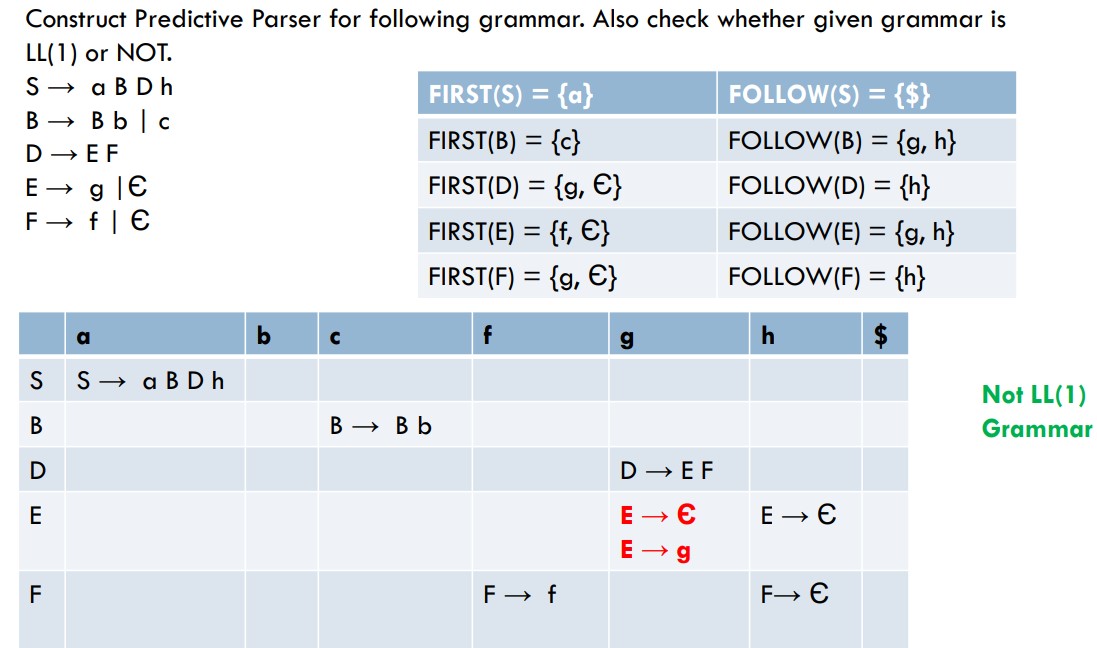 Construct Predictive Parser for following grammar. Also check whether given grammar is
LL(1) or NOT.
S → a B D h
B → B b | c
D → E F
E → g | Є
F → f | Є
FIRST(S) = {a} FOLLOW(S) = {$}
FIRST(B) = {c} FOLLOW(B) = {g, h}
FIRST(D) = {g, Є} FOLLOW(D) = {h}
FIRST(E) = {f, Є} FOLLOW(E) = {g, h}
FIRST(F) = {g, Є} FOLLOW(F) = {h}
a b c f g h $
S S → a B D h
B B → B b
D D → E F
E E → Є E → Є
E → g
F F → f F → Є
Not LL(1)
Grammar